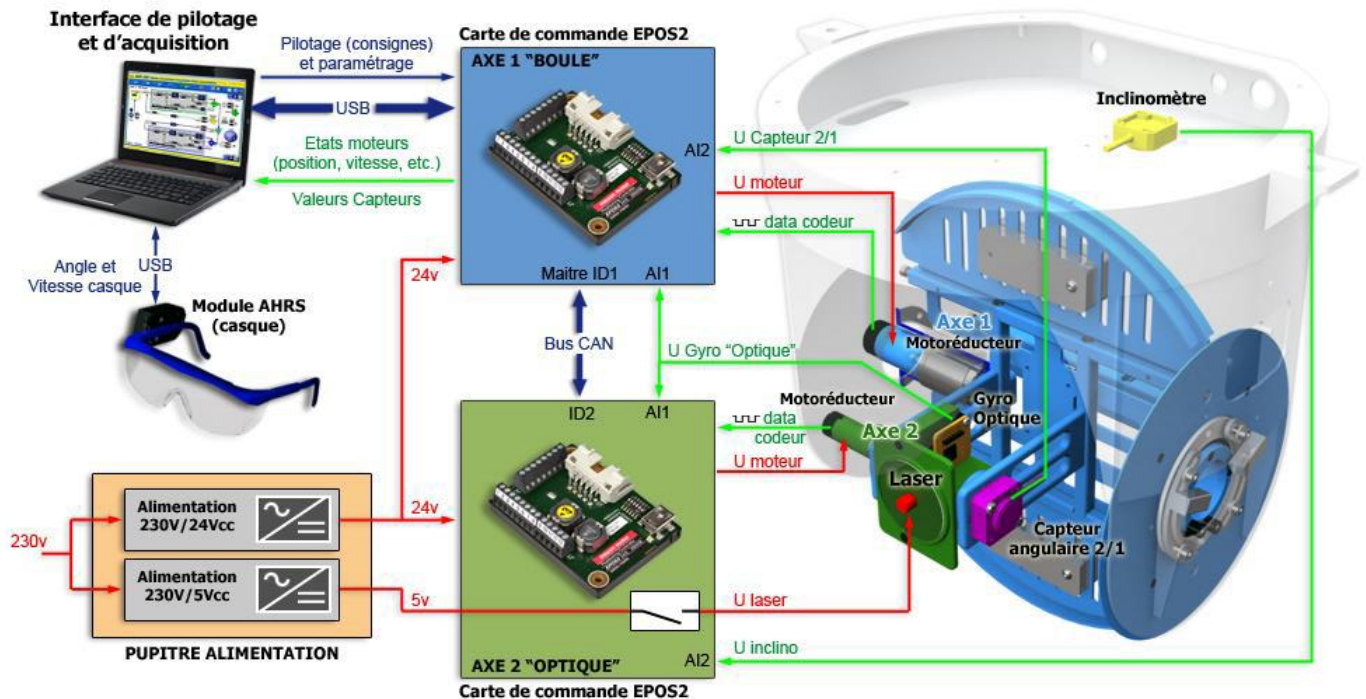 Interface de pilotage
et d’acquisition
Pilotage (consignes)
et paramétrage
USB
Etats moteurs
(position, vitesse, etc.)
Valeurs Capteurs
Angle et
Vitesse casque
USB
Module AHRS
(casque)
Carte de commande EPOS2
AXE 1 “BOULE”
AI2
Maitre ID1
AI1
24v
Bus CAN
U Capteur 2/1
U moteur
data codeur
U Gyro “Optique”
Inclinomètre
Axe 1
Motoréducteur
Motoréducteur
Axe 2
Gyro
Optique
Laser
Capteur
angulaire 2/1
ID2
AI1
data
codeur
U moteur
230v
Alimentation
230V/24Vcc
24v
Alimentation
230V/5Vcc
5v
PUPITRE ALIMENTATION
U laser
U inclino
AI2
AXE 2 “OPTIQUE”
Carte de commande EPOS2